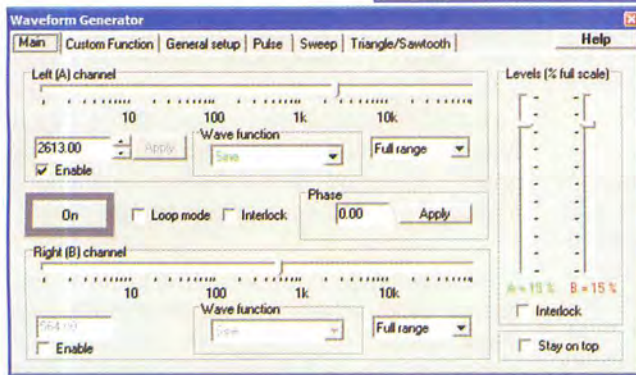 Waveform Generator
Main Custom Function General setup Pulse Sweep Triangle/Sawtooth Help
Left (A) channel
10 100 1k 10k
2613.00 Apply
Wave function
Sine
Full range
Enable
On
Loop mode
Interlock
Phase
0.00 Apply
Right (B) channel
10 100 1k 10k
564.00
Wave function
Sine
Full range
Enable
Levels (% full scale)
B = 15 %
Interlock
Stay on top